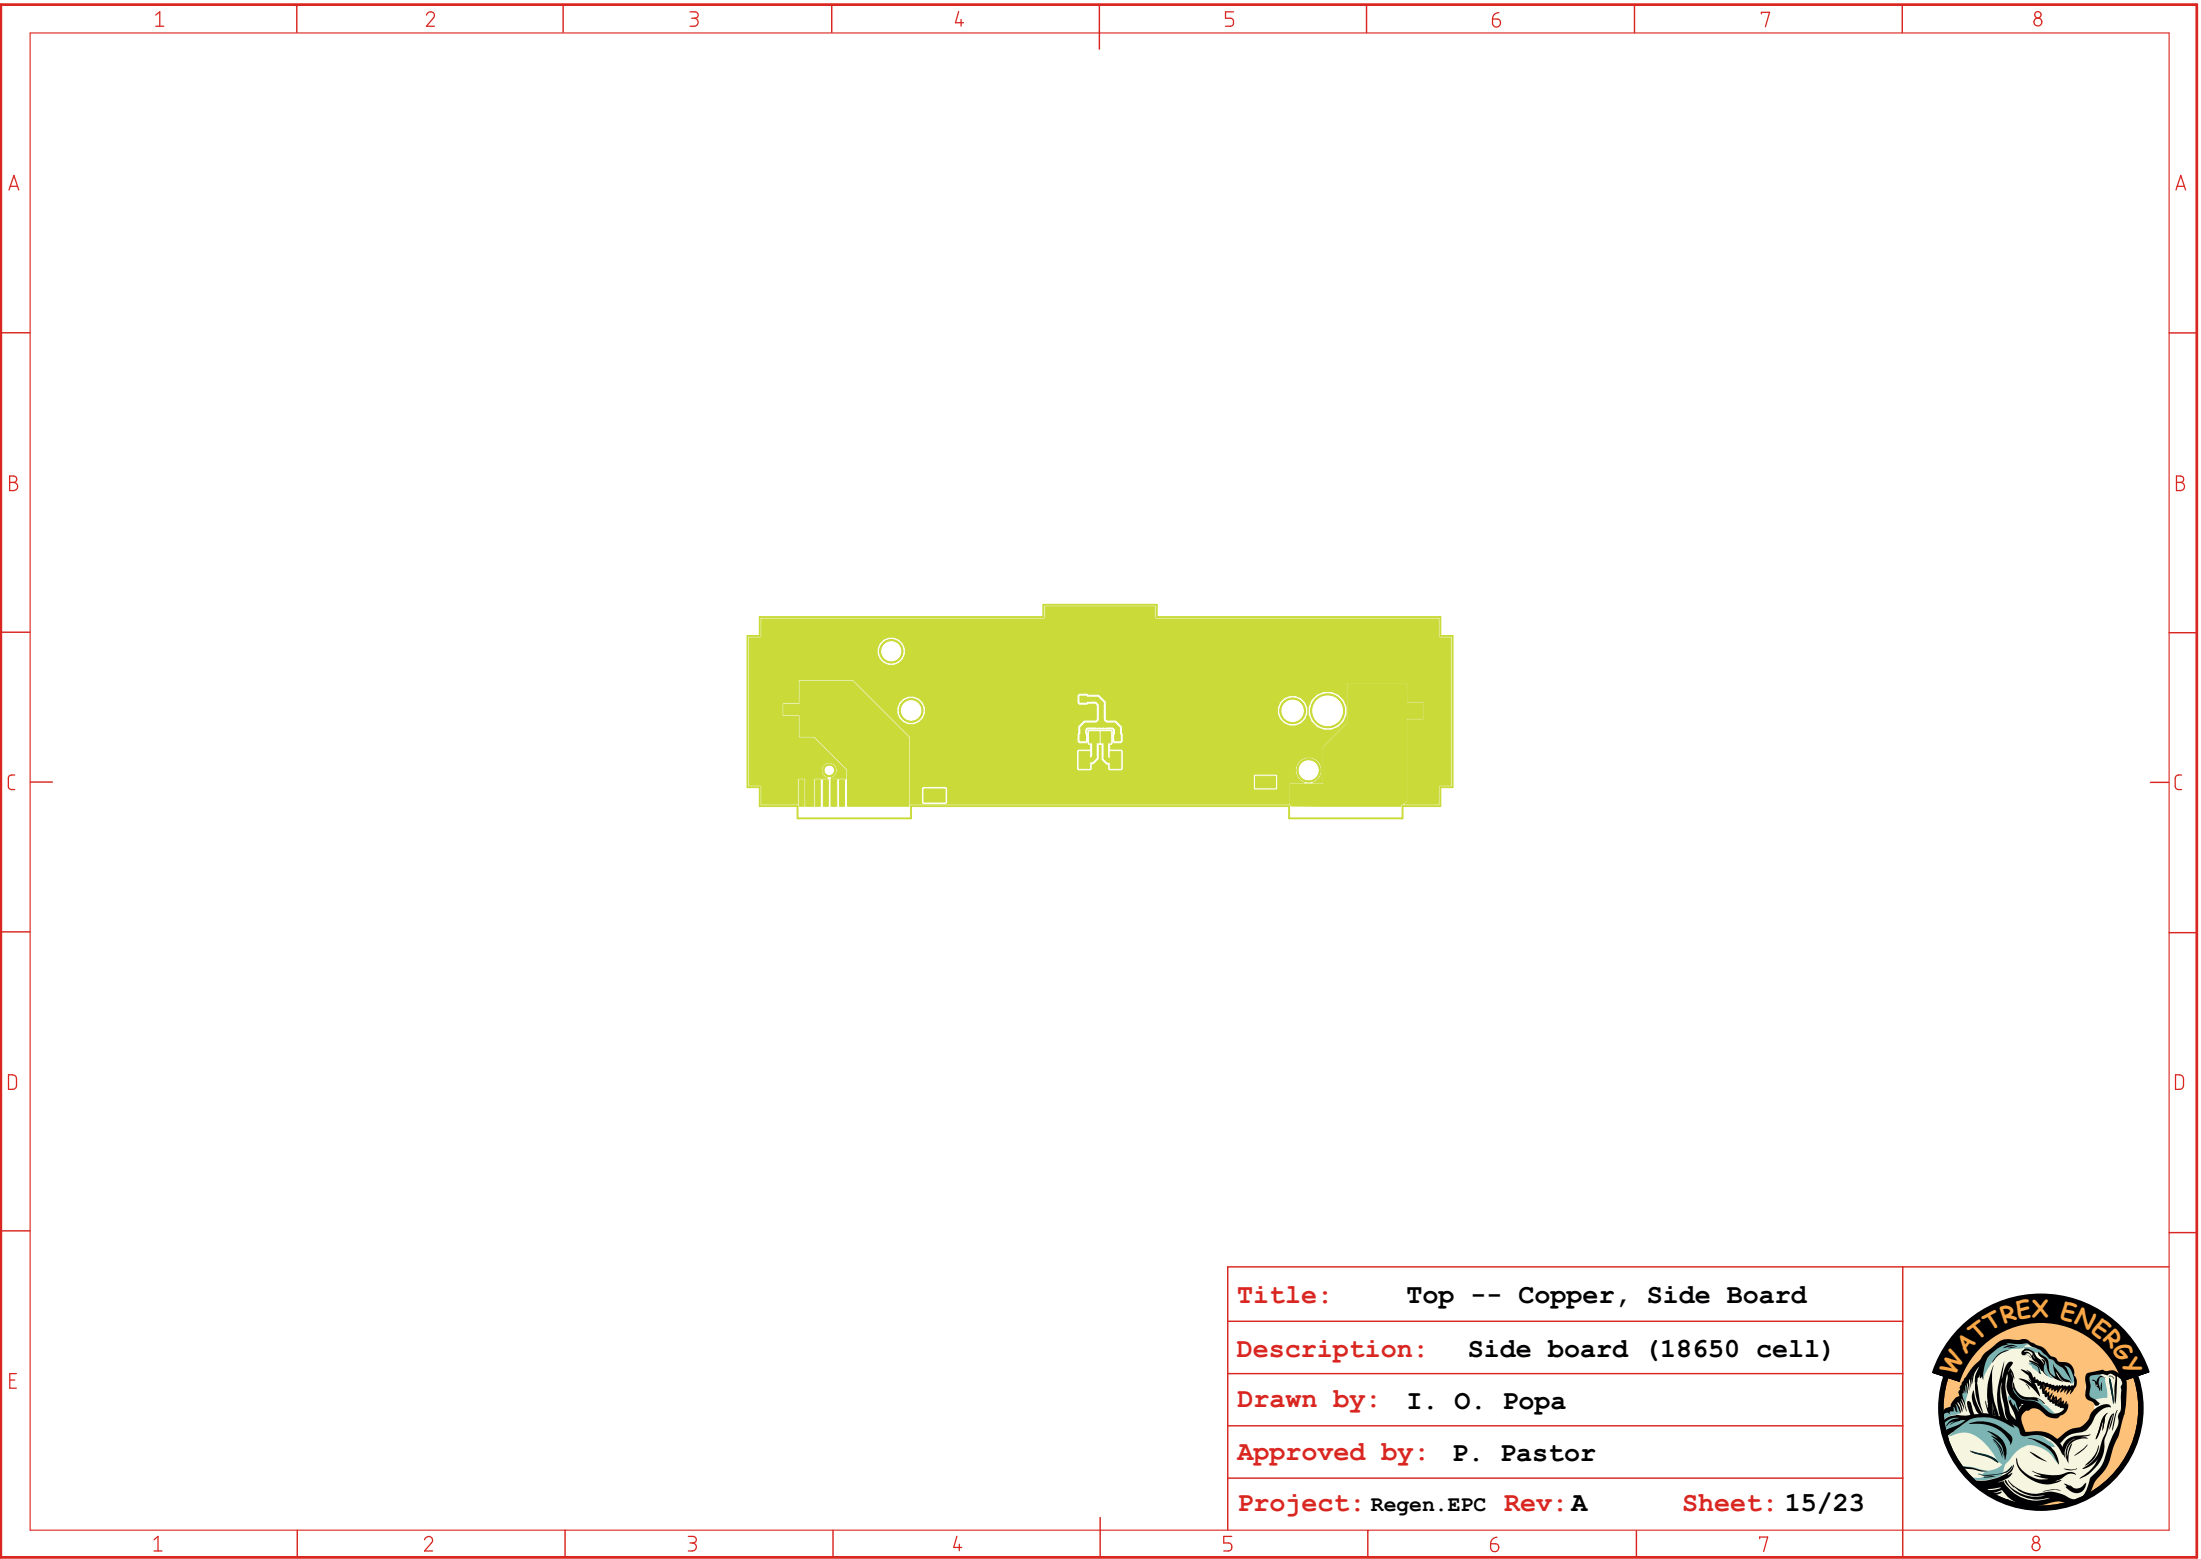 1 2 3 4 5 6 7 8
A A
B B
C C
D D
E
Title: Top -- Copper, Side Board
Description: Side board (18650 cell)
Drawn by: I. O. Popa
Approved by: P. Pastor
Project: Regen.EPC Rev: A Sheet: 15/23
WATTREX ENERGY
1 2 3 4 5 6 7 8